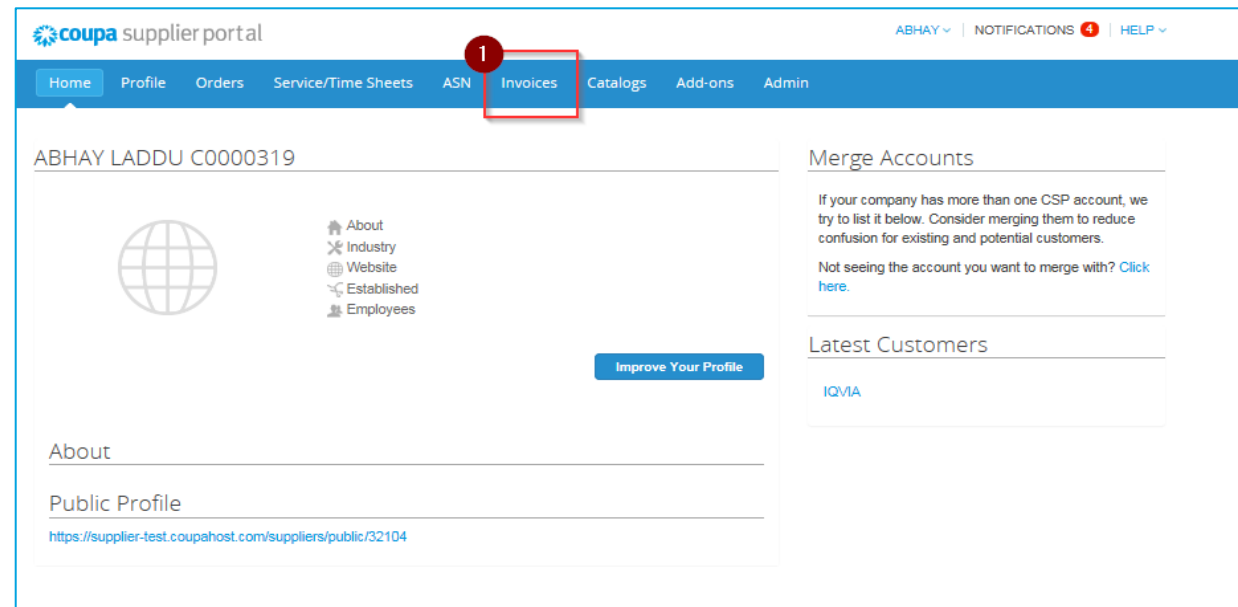 coupa supplier portal
ABHAY | NOTIFICATIONS 4 | HELP
1
Home Profile Orders Service/Time Sheets ASN Invoices Catalogs Add-ons Admin
ABHAY LADDU C0000319
About
Industry
Website
Established
Employees
Improve Your Profile
About
Public Profile
https://supplier-test.coupahost.com/suppliers/public/32104
Merge Accounts
If your company has more than one CSP account, we
try to list it below. Consider merging them to reduce
confusion for existing and potential customers.
Not seeing the account you want to merge with? Click
here.
Latest Customers
IQVIA